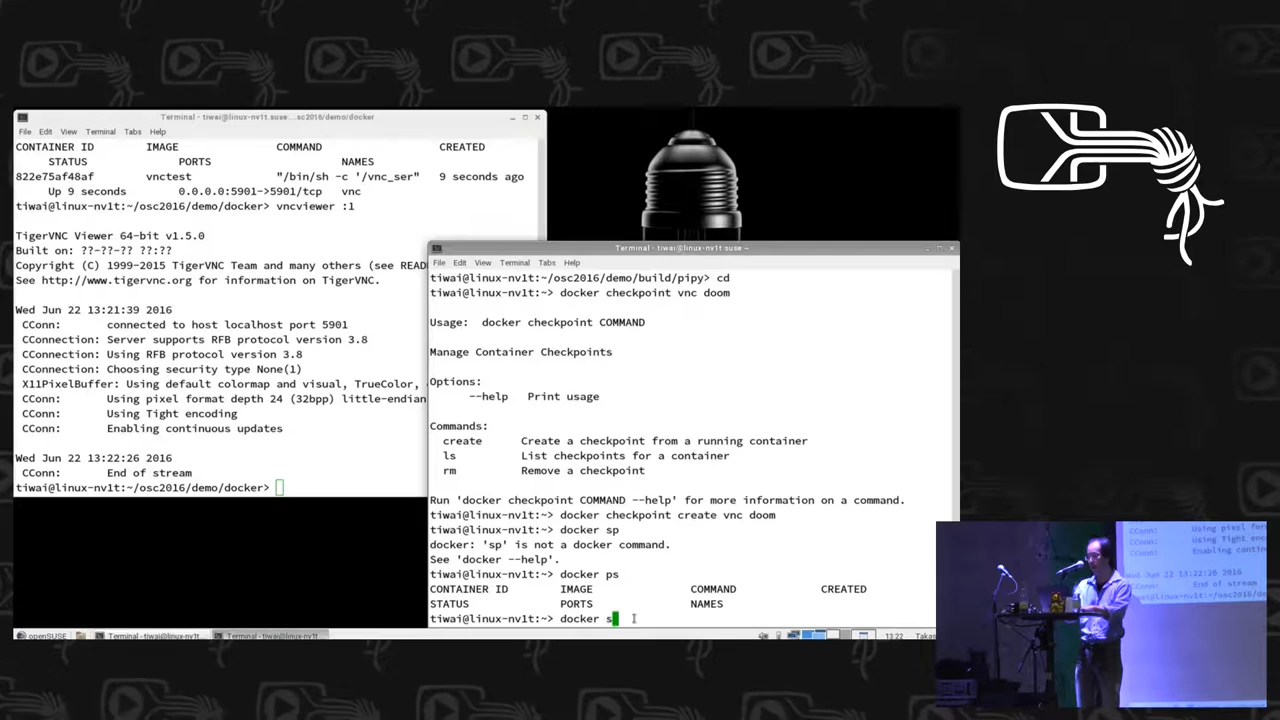 Terminal - tiwai@linux-nv1t:suse:...sc2016/demo/docker
File Edit View Terminal Tabs Help
CONTAINER ID IMAGE COMMAND CREATED
STATUS PORTS NAMES
822e75af48af vnctest "/bin/sh -c '/vnc_ser" 9 seconds ago
Up 9 seconds 0.0.0.0:5901->5901/tcp vnc
tiwai@linux-nv1t:~/osc2016/demo/docker> vncviewer :1
TigerVNC Viewer 64-bit v1.5.0
Built on: ??-??-?? ??:??
Copyright (C) 1999-2015 TigerVNC Team and many others (see READ
See http://www.tigervnc.org for information on TigerVNC.
Wed Jun 22 13:21:39 2016
CConn: connected to host localhost port 5901
CConnection: Server supports RFB protocol version 3.8
CConnection: Using RFB protocol version 3.8
CConnection: Choosing security type None(1)
X11PixelBuffer: Using default colormap and visual, TrueColor,
CConn: Using pixel format depth 24 (32bpp) little-endian
CConn: Using Tight encoding
CConn: Enabling continuous updates
Wed Jun 22 13:22:26 2016
CConn: End of stream
tiwai@linux-nv1t:~/osc2016/demo/docker>
Terminal - tiwai@linux-nv1t:suse ~
File Edit View Terminal Tabs Help
tiwai@linux-nv1t:~/osc2016/demo/build/pipy> cd
tiwai@linux-nv1t:~> docker checkpoint vnc doom
Usage: docker checkpoint COMMAND
Manage Container Checkpoints
Options:
--help Print usage
Commands:
create Create a checkpoint from a running container
ls List checkpoints for a container
rm Remove a checkpoint
Run 'docker checkpoint COMMAND --help' for more information on a command.
tiwai@linux-nv1t:~> docker checkpoint create vnc doom
tiwai@linux-nv1t:~> docker sp
docker: 'sp' is not a docker command.
See 'docker --help'.
tiwai@linux-nv1t:~> docker ps
CONTAINER ID IMAGE COMMAND CREATED
STATUS PORTS NAMES
tiwai@linux-nv1t:~> docker s
openSUSE Terminal - tiwai@linux-nv1t:... Terminal - tiwai@linux-nv1t:... 13:22 Takas
CConn: Using pixel for
CConn: Using Tight enco
CConn: Enabling contin
Wed Jun 22 13:22:26 2016
CConn: End of stream